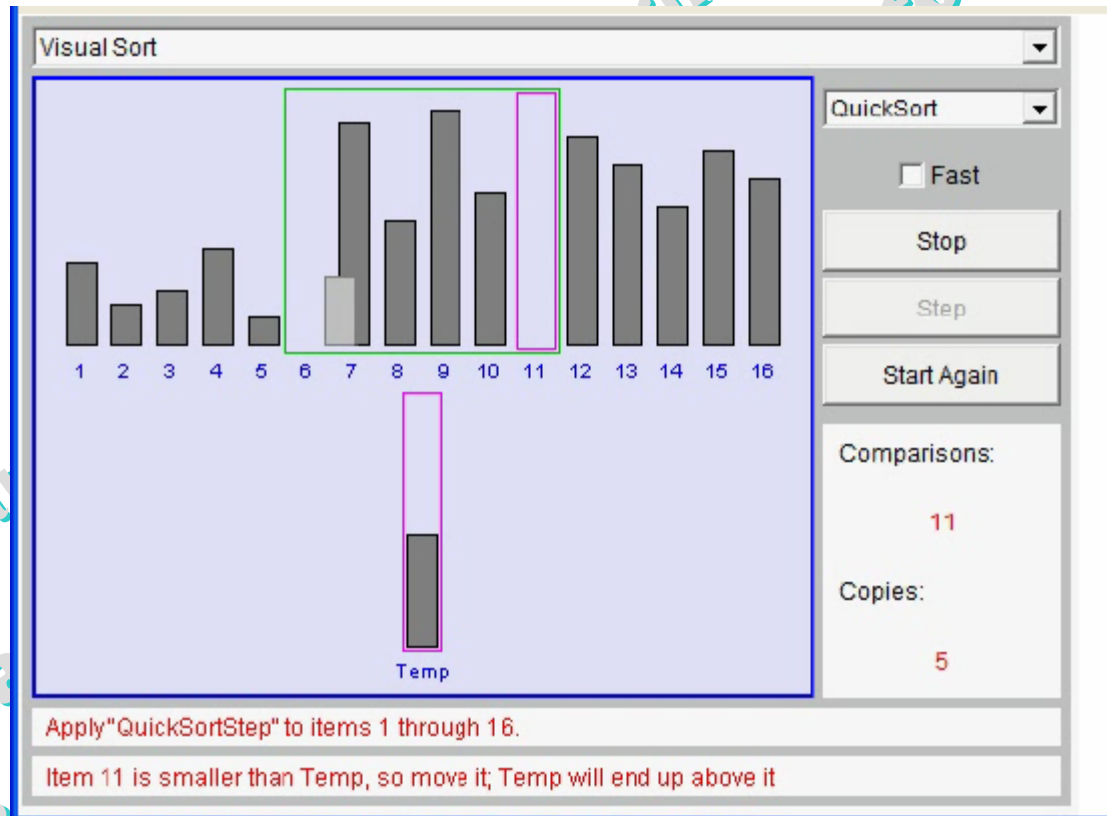 Visual Sort
QuickSort
Fast
Stop
Step
Start Again
1 2 3 4 5 6 7 8 9 10 11 12 13 14 15 16
Temp
Comparisons:
11
Copies:
5
Apply"QuickSortStep" to items 1 through 16.
Item 11 is smaller than Temp, so move it; Temp will end up above it